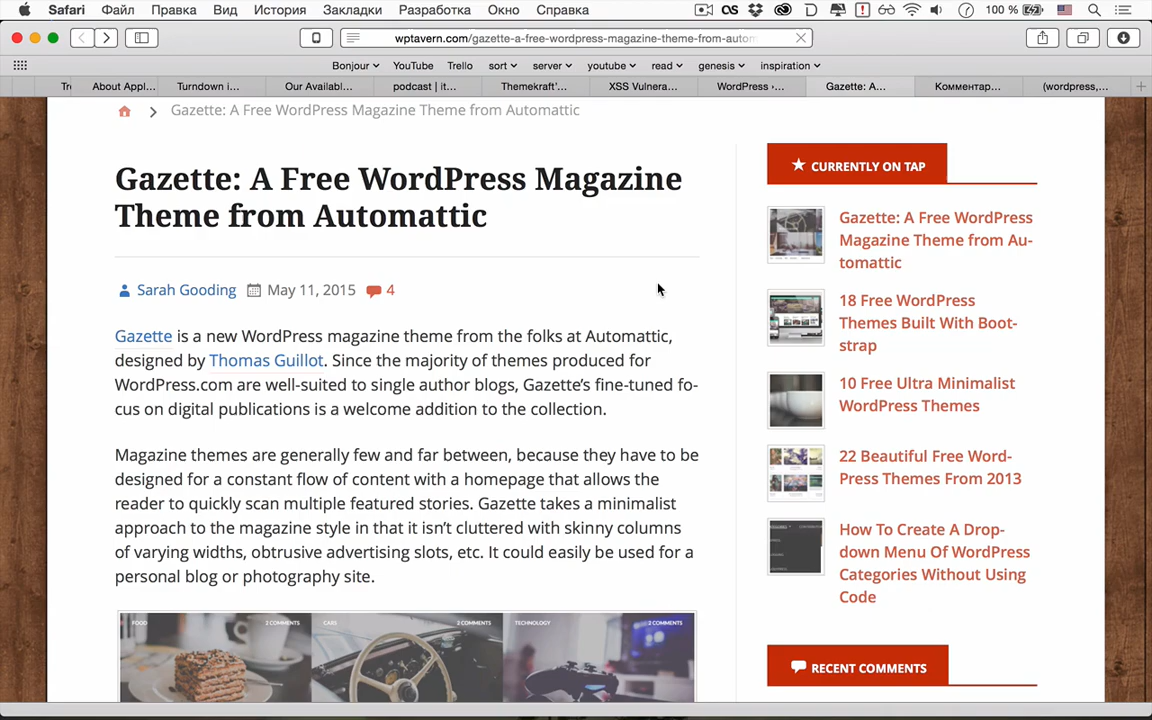 Safari Файл Правка Вид История Закладки Разработка Окно Справка 100 %
wptavern.com/gazette-a-free-wordpress-magazine-theme-from-autom
Bonjour YouTube Trello sort server youtube read genesis inspiration
Tr About Appl... Turndown i... Our Availabl... podcast | it... Themekraft'... XSS Vulnera... WordPress ›... Gazette: A... Комментар... (wordpress,...
Gazette: A Free WordPress Magazine Theme from Automattic
Gazette: A Free WordPress Magazine
Theme from Automattic
Sarah Gooding May 11, 2015 4
Gazette is a new WordPress magazine theme from the folks at Automattic,
designed by Thomas Guillot. Since the majority of themes produced for
WordPress.com are well-suited to single author blogs, Gazette’s fine-tuned fo-
cus on digital publications is a welcome addition to the collection.
Magazine themes are generally few and far between, because they have to be
designed for a constant flow of content with a homepage that allows the
reader to quickly scan multiple featured stories. Gazette takes a minimalist
approach to the magazine style in that it isn’t cluttered with skinny columns
of varying widths, obtrusive advertising slots, etc. It could easily be used for a
personal blog or photography site.
FOOD 2 COMMENTS CARS 2 COMMENTS TECHNOLOGY 2 COMMENTS
CURRENTLY ON TAP
Gazette: A Free WordPress
Magazine Theme from Au-
tomattic
18 Free WordPress
Themes Built With Boot-
strap
10 Free Ultra Minimalist
WordPress Themes
22 Beautiful Free Word-
Press Themes From 2013
How To Create A Drop-
down Menu Of WordPress
Categories Without Using
Code
RECENT COMMENTS